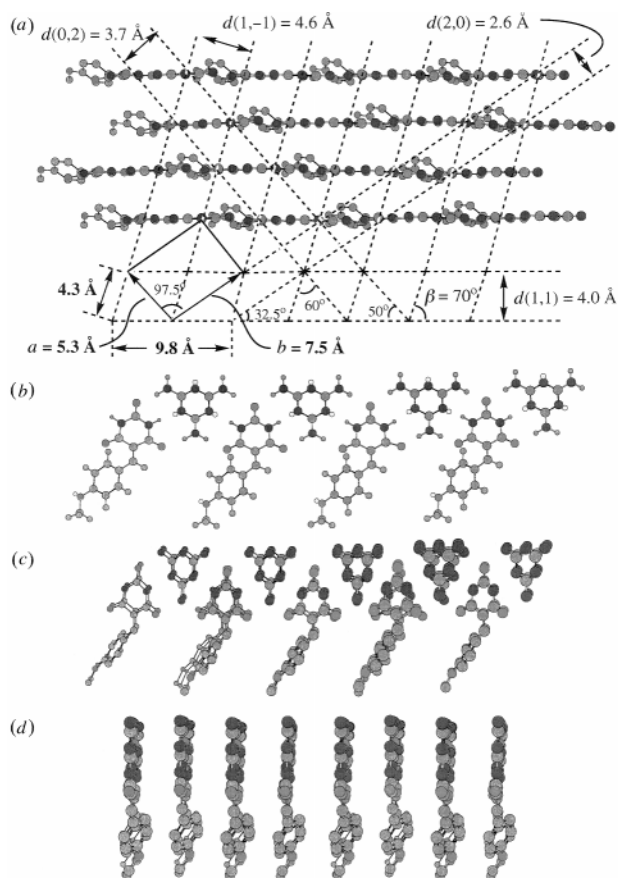 (a)
d(0,2) = 3.7 Å
d(1,−1) = 4.6 Å
d(2,0) = 2.6 Å
4.3 Å
97.5°
60°
32.5°
50°
β = 70°
d(1,1) = 4.0 Å
a = 5.3 Å
9.8 Å
b = 7.5 Å
(b)
(c)
(d)